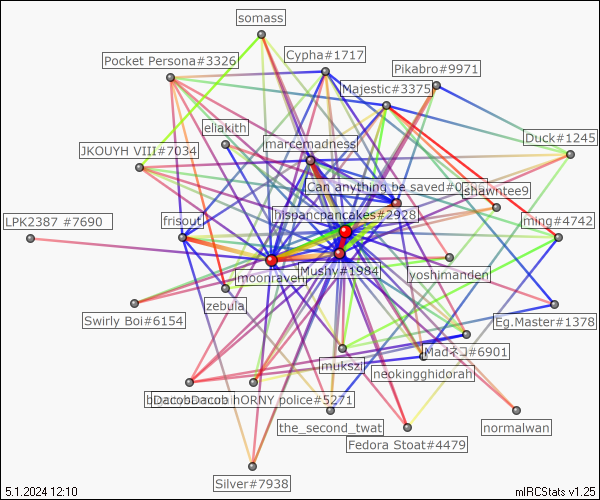 somass
Cypha#1717
Pocket Persona#3326
Pikabro#9971
Majestic#3375
eliakith
Duck#1245
marcemadness
JKOUYH VIII#7034
Can anything be saved#0
shawntee9
hispancpancakes#2928
LPK2387 #7690
frisout
ming#4742
Mushy#1984
moonraven
yoshimanden
zebula
Swirly Boi#6154
Eg.Master#1378
Madネコ#6901
mukszi
neokingghidorah
hORNY police#5271
the_second_twat
normalwan
Fedora Stoat#4479
Silver#7938
5.1.2024 12:10
mIRCStats v1.25